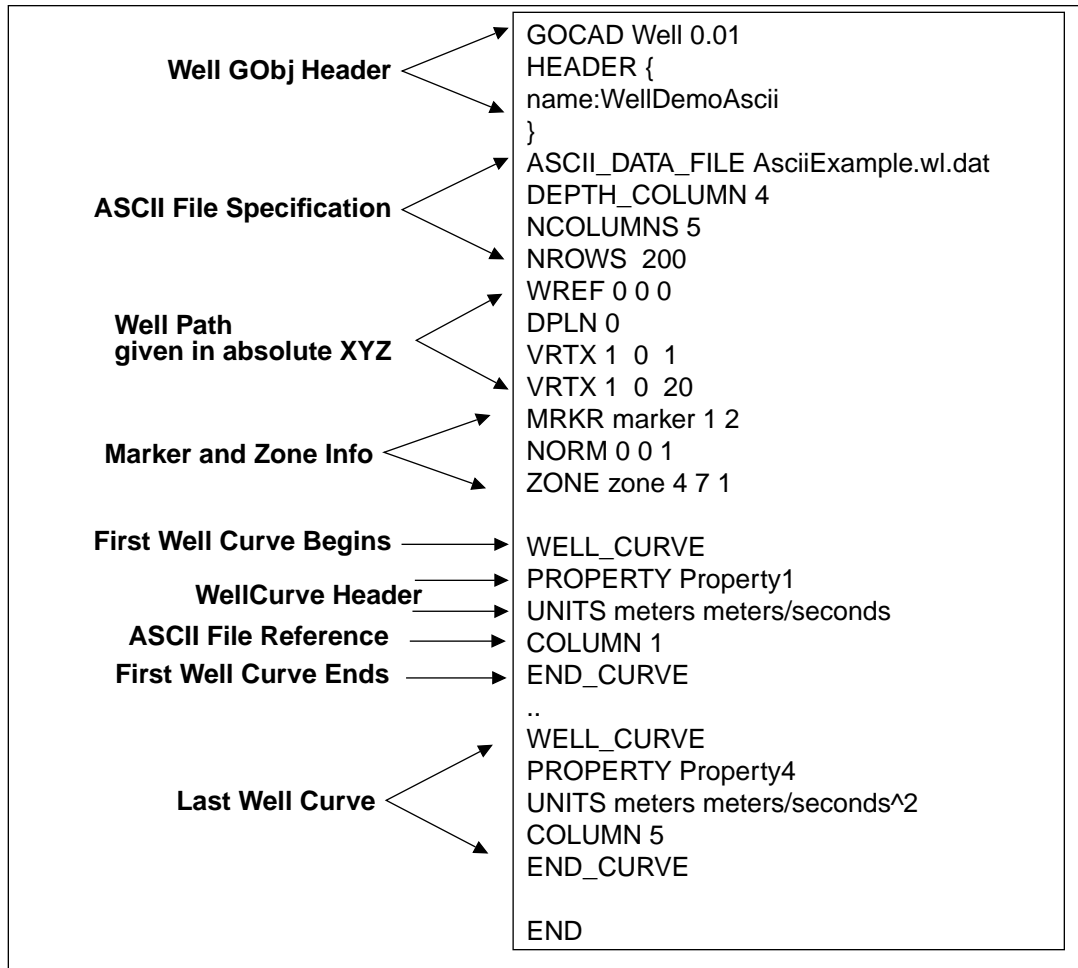 Well GObj Header
GOCAD Well 0.01
HEADER {
name:WellDemoAscii
}
ASCII File Specification
ASCII_DATA_FILE AsciiExample.wl.dat
DEPTH_COLUMN 4
NCOLUMNS 5
NROWS  200
Well Path
given in absolute XYZ
WREF 0 0 0
DPLN 0
VRTX 1  0  1
VRTX 1  0  20
Marker and Zone Info
MRKR marker 1 2
NORM 0 0 1
ZONE zone 4 7 1
First Well Curve Begins
WELL_CURVE
WellCurve Header
PROPERTY Property1
UNITS meters meters/seconds
ASCII File Reference
COLUMN 1
First Well Curve Ends
END_CURVE
..
Last Well Curve
WELL_CURVE
PROPERTY Property4
UNITS meters meters/seconds^2
COLUMN 5
END_CURVE
END